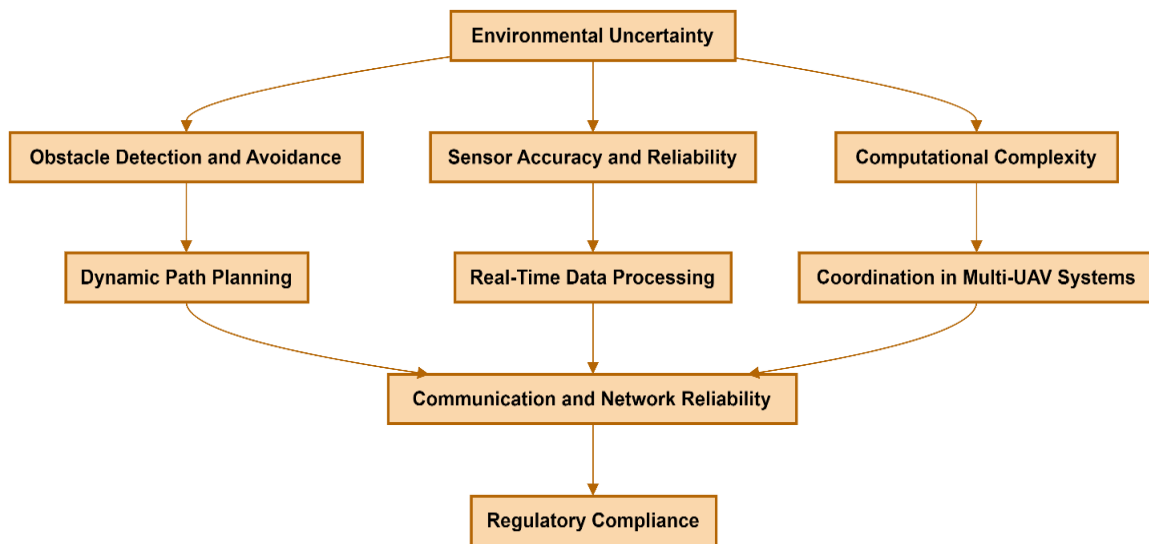 Environmental Uncertainty
Obstacle Detection and Avoidance
Sensor Accuracy and Reliability
Computational Complexity
Dynamic Path Planning
Real-Time Data Processing
Coordination in Multi-UAV Systems
Communication and Network Reliability
Regulatory Compliance